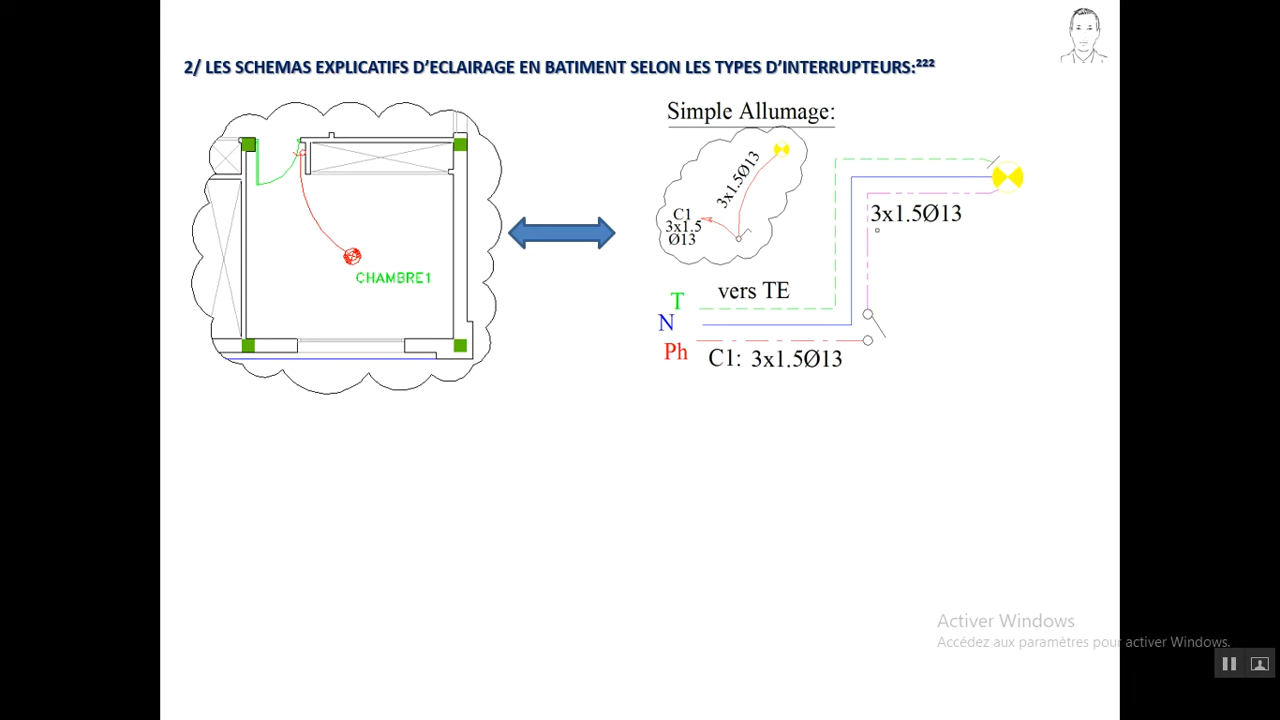 2/ LES SCHEMAS EXPLICATIFS D'ECLAIRAGE EN BATIMENT SELON LES TYPES D'INTERRUPTEURS:²²²
CHAMBRE1
Simple Allumage:
3x1.5Ø13
C1
3x1.5
Ø13
3x1.5Ø13
T
vers TE
N
Ph
C1: 3x1.5Ø13
Activer Windows
Accédez aux paramètres pour activer Windows.